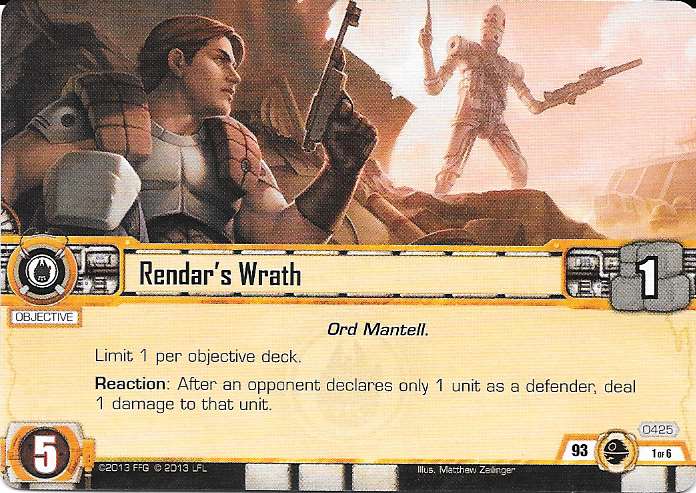 Rendar's Wrath
1
OBJECTIVE
Ord Mantell.
Limit 1 per objective deck.
Reaction: After an opponent declares only 1 unit as a defender, deal
1 damage to that unit.
0425
5
93
1 OF 6
©2013 FFG © 2013 LFL
Illus. Matthew Zeilinger